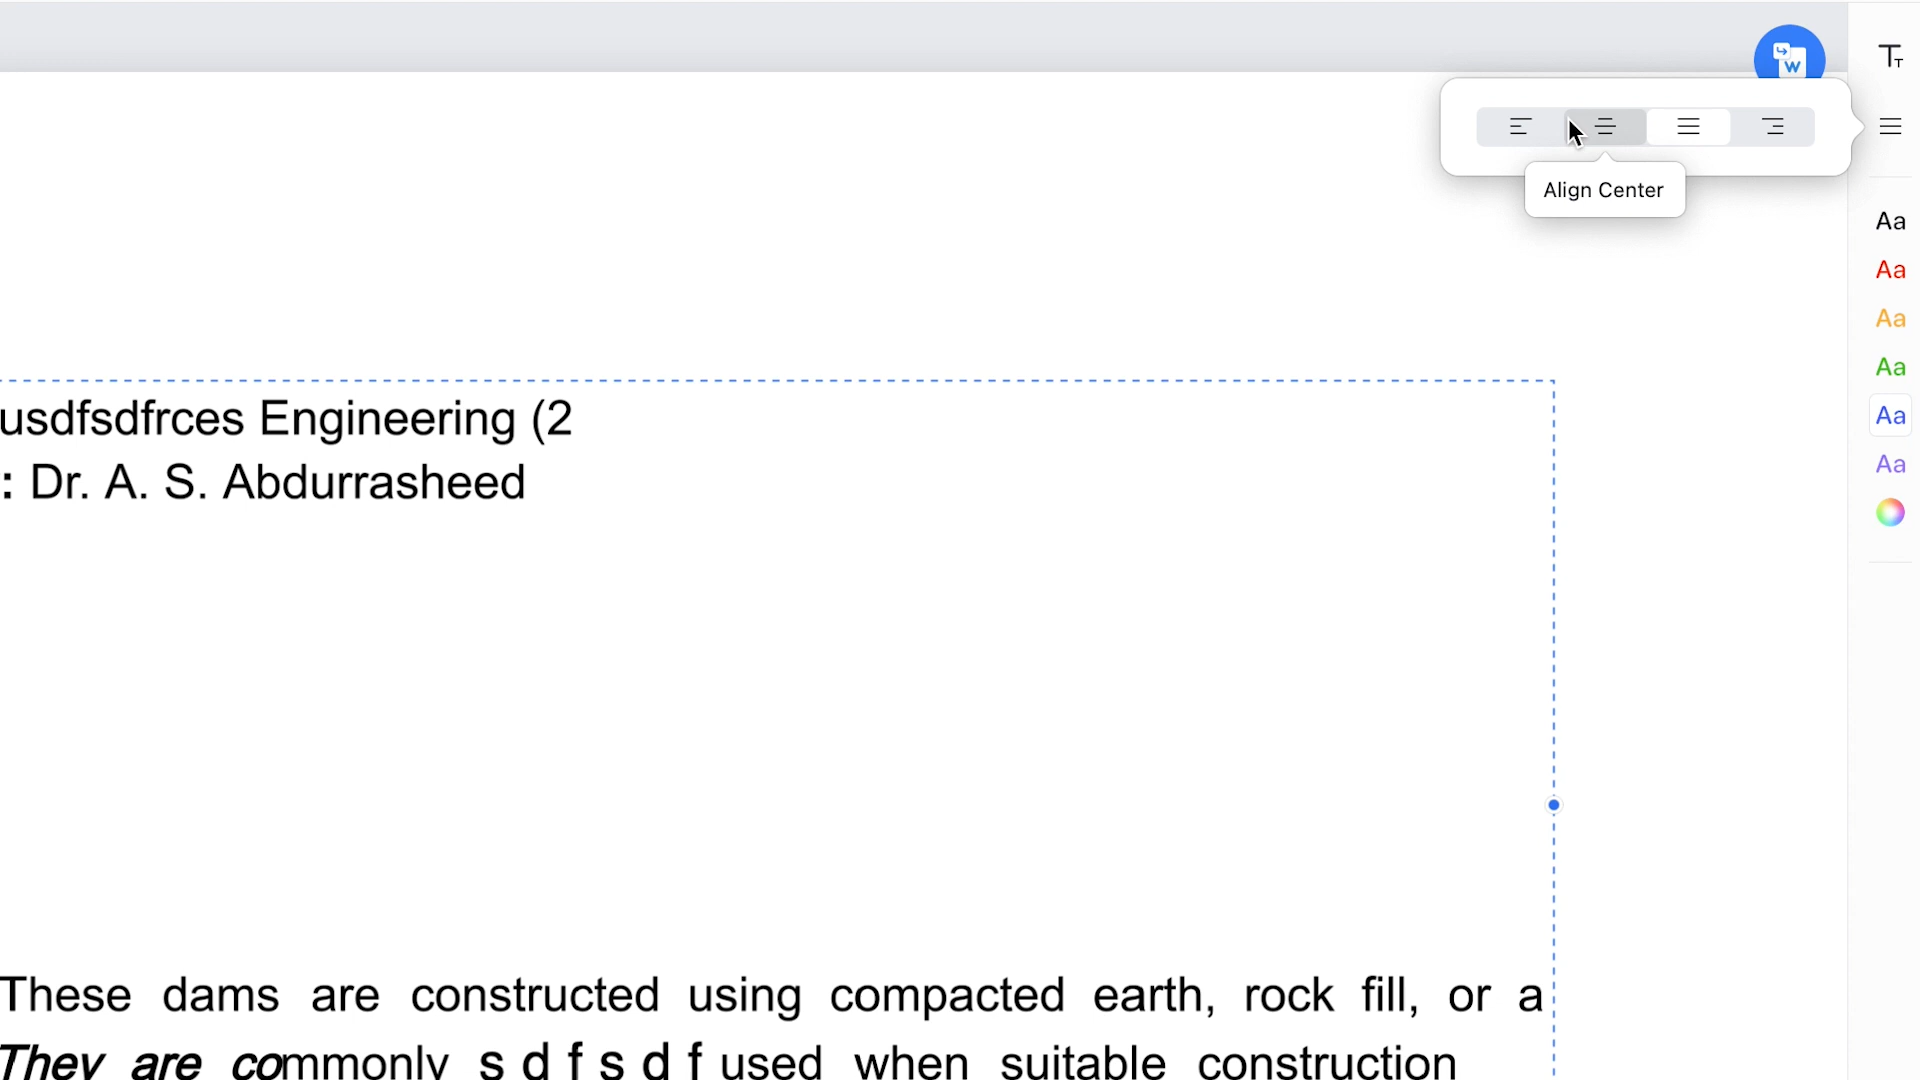 W
Align Center
Aa
Aa
Aa
Aa
Aa
Aa
usdfsdfrces Engineering (2
: Dr. A. S. Abdurrasheed
These dams are constructed using compacted earth, rock fill, or a
They are commonly s d f s d f used when suitable construction